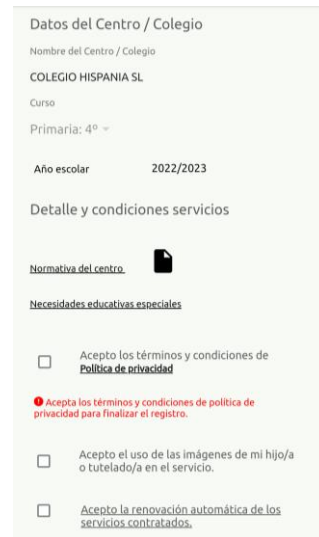 Datos del Centro / Colegio
Nombre del Centro / Colegio
COLEGIO HISPANIA SL
Curso
Primaria: 4º
Año escolar 2022/2023
Detalle y condiciones servicios
Normativa del centro
Necesidades educativas especiales
Acepto los términos y condiciones de
Política de privacidad
Acepta los términos y condiciones de política de
privacidad para finalizar el registro.
Acepto el uso de las imágenes de mi hijo/a
o tutelado/a en el servicio.
Acepto la renovación automática de los
servicios contratados.